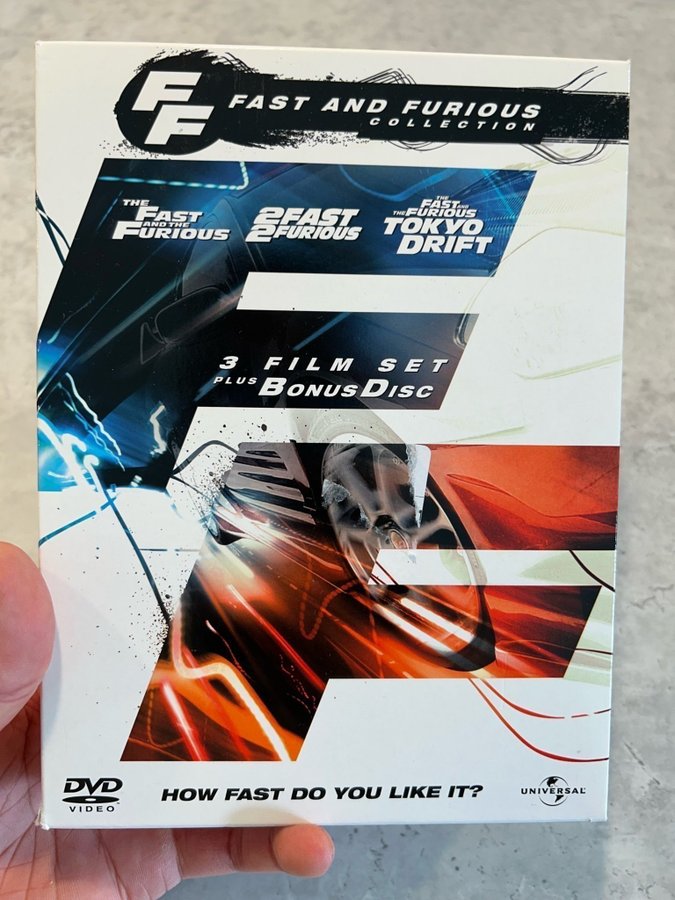 FF
FAST AND FURIOUS
COLLECTION
THE FAST AND THE FURIOUS
2FAST 2FURIOUS
THE FAST AND THE FURIOUS TOKYO DRIFT
3 FILM SET
PLUS BONUS DISC
DVD VIDEO
HOW FAST DO YOU LIKE IT?
UNIVERSAL